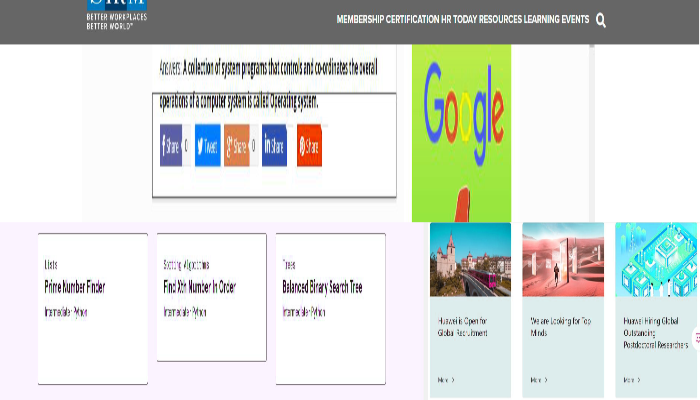 BETTER WORKPLACES
BETTER WORLD™
MEMBERSHIP CERTIFICATION HR TODAY RESOURCES LEARNING EVENTS
Answers: A collection of system programs that controls and co-ordinates the overall
operations of a computer system is called Operating system.
Share 0 Tweet Share 0 Share Share
Google
Lists
Prime Number Finder
Intermediate · Python
Sorting Algorithms
Find Xth Number In Order
Intermediate · Python
Trees
Balanced Binary Search Tree
Intermediate · Python
Huawei is Open for
Global Recruitment
More >
We are Looking for Top
Minds
More >
Huawei Hiring Global
Outstanding
Postdoctoral Researchers
More >